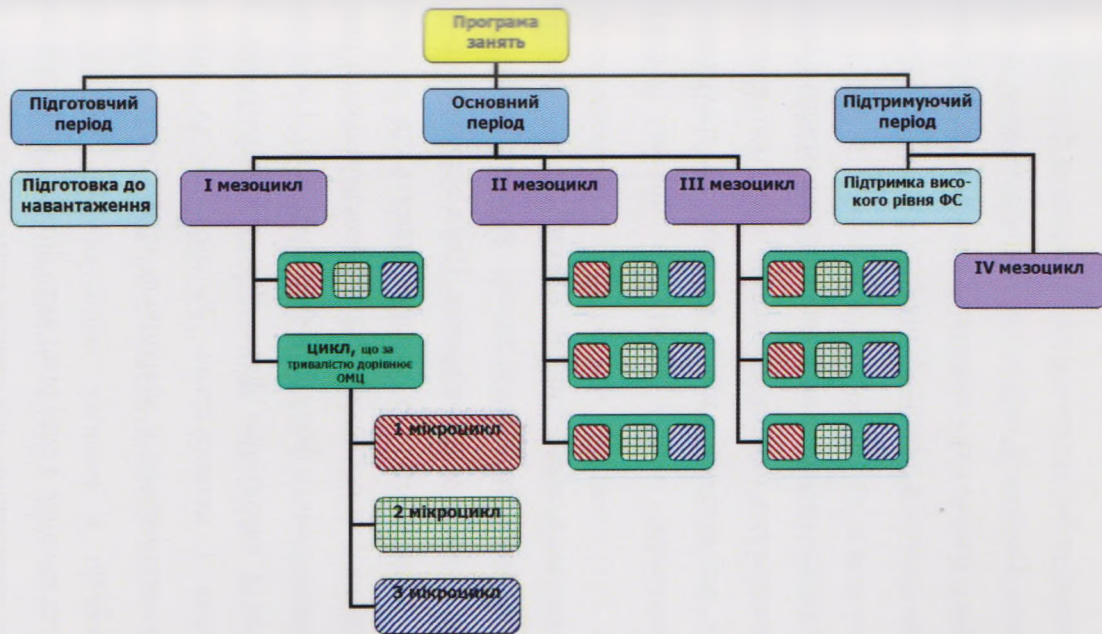 Програма
занять
Підготовчий
період
Основний
період
Підтримуючий
період
Підготовка до
навантаження
I мезоцикл
II мезоцикл
III мезоцикл
Підтримка висо-
кого рівня ФС
IV мезоцикл
ЦИКЛ, що за
тривалістю дорівнює
ОМЦ
1 мікроцикл
2 мікроцикл
3 мікроцикл